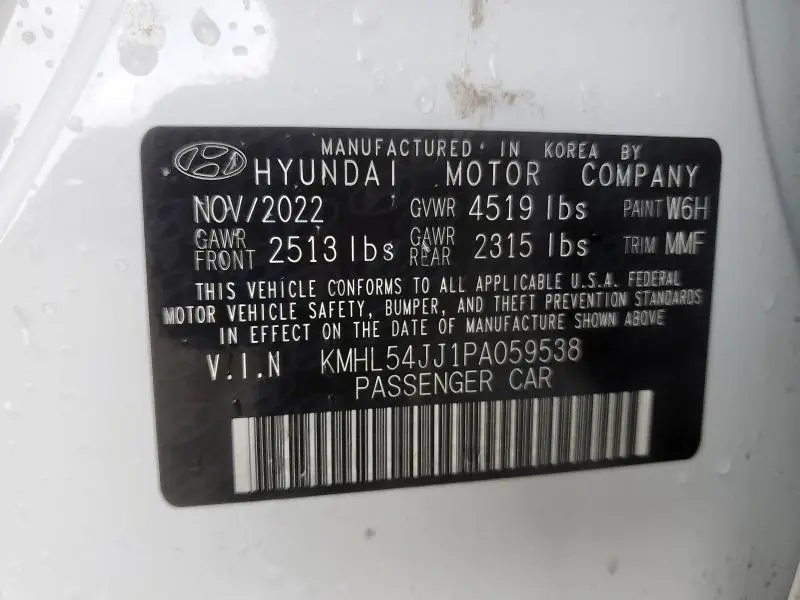 MANUFACTURED IN KOREA BY
HYUNDAI MOTOR COMPANY
NOV/2022 GVWR 4519 lbs PAINT W6H
GAWR FRONT 2513 lbs GAWR REAR 2315 lbs TRIM MMF
THIS VEHICLE CONFORMS TO ALL APPLICABLE U.S.A. FEDERAL
MOTOR VEHICLE SAFETY, BUMPER, AND THEFT PREVENTION STANDARDS
IN EFFECT ON THE DATE OF MANUFACTURE SHOWN ABOVE
V.I.N KMHL54JJ1PA059538
PASSENGER CAR